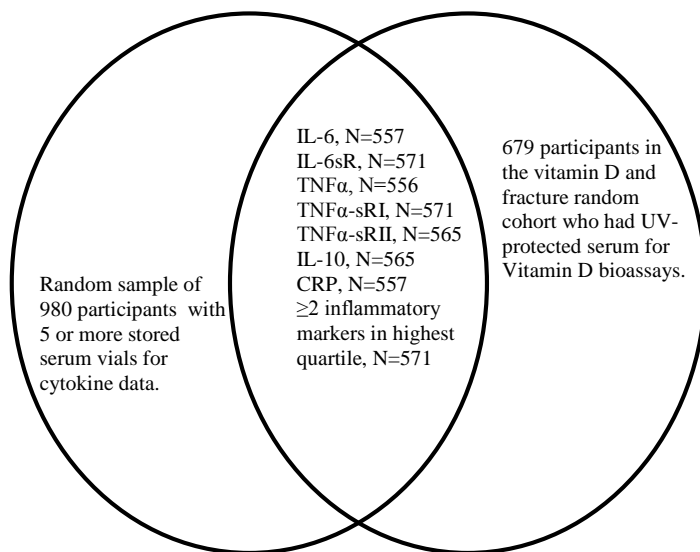 Random sample of
980 participants with
5 or more stored
serum vials for
cytokine data.
IL-6, N=557
IL-6sR, N=571
TNFα, N=556
TNFα-sRI, N=571
TNFα-sRII, N=565
IL-10, N=565
CRP, N=557
≥2 inflammatory
markers in highest
quartile, N=571
679 participants in
the vitamin D and
fracture random
cohort who had UV-
protected serum for
Vitamin D bioassays.